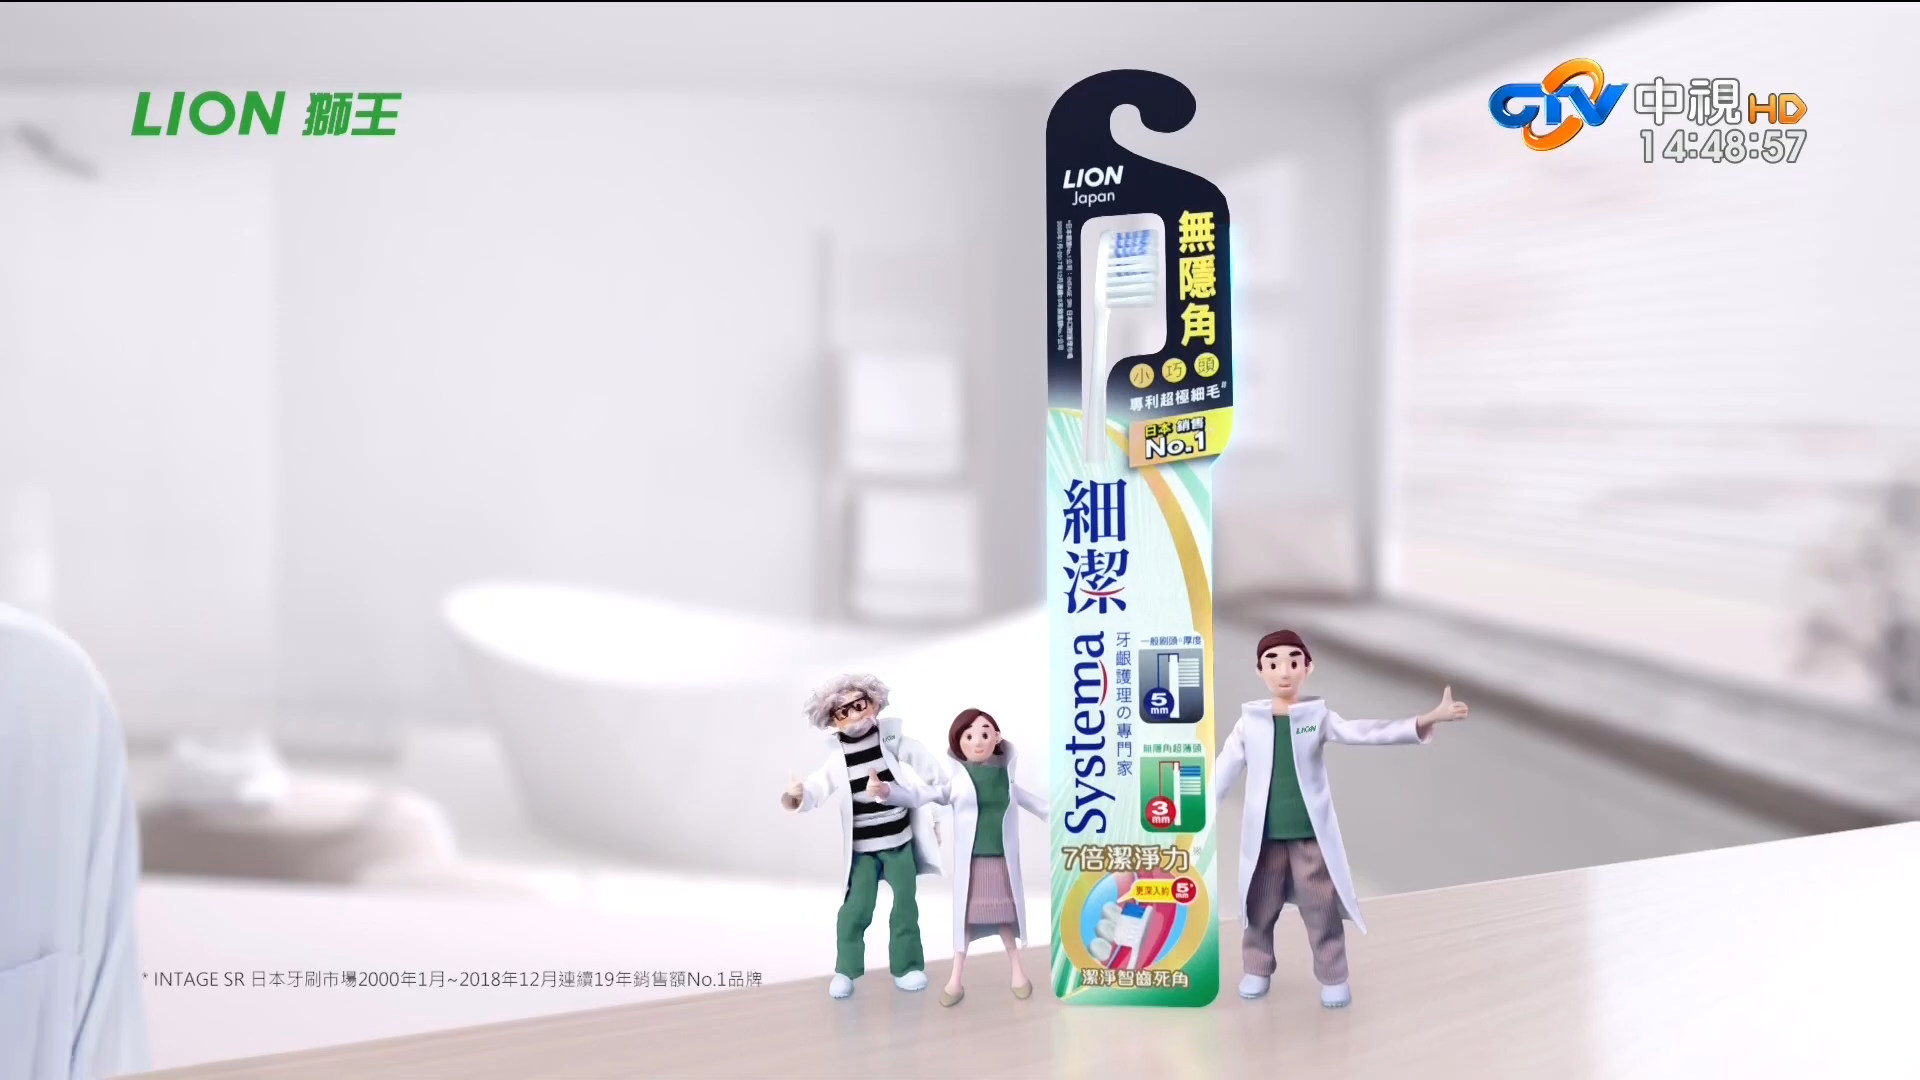 LION 獅王
CTV 中視 HD
14:48:57
LION
Japan
無隱角
小巧頭
專利超極細毛
日本 銷售
No.1
細潔
Systema
牙齦護理の專門家
一般刷頭厚度
5
mm
無隱角超薄頭
3
mm
7倍潔淨力※
更深入約 5
mm
潔淨智齒死角
LION
LION
* INTAGE SR 日本牙刷市場2000年1月~2018年12月連續19年銷售額No.1品牌